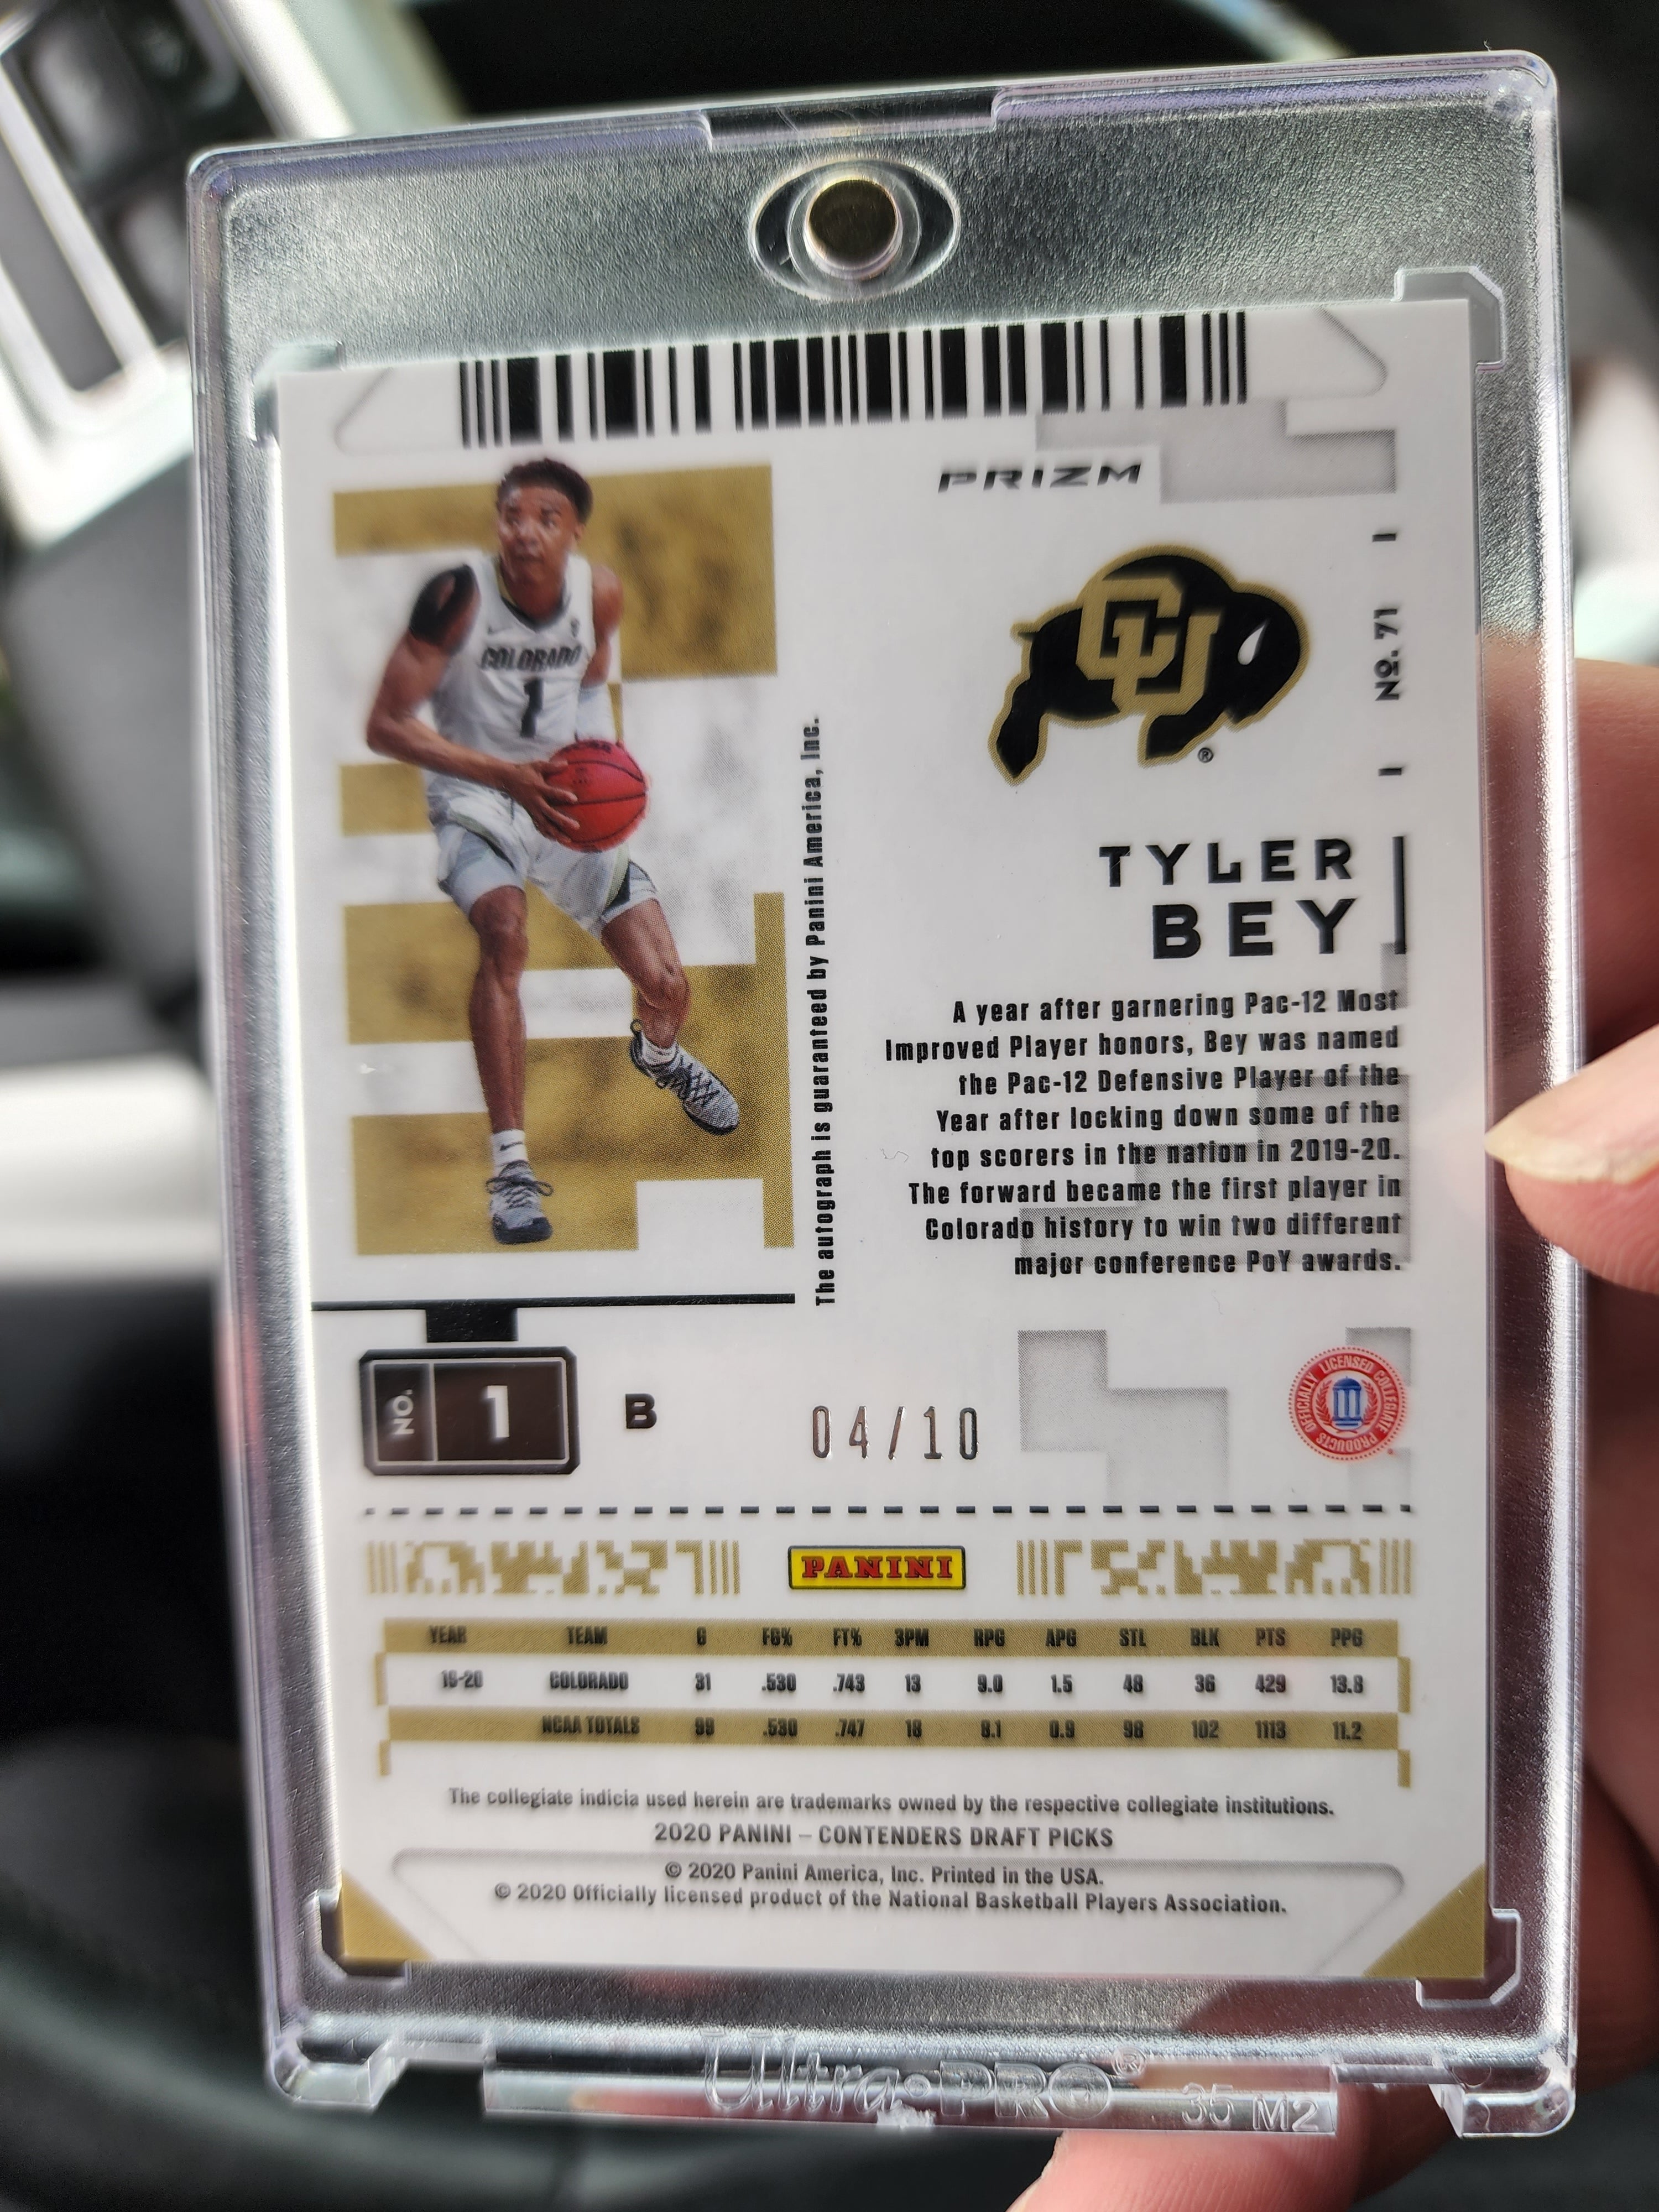 PRIZM
NO. 71
COLORADO
1
CU
®
TYLER
BEY
A year after garnering Pac-12 Most
Improved Player honors, Bey was named
the Pac-12 Defensive Player of the
Year after locking down some of the
top scorers in the nation in 2019-20.
The forward became the first player in
Colorado history to win two different
major conference PoY awards.
The autograph is guaranteed by Panini America, Inc.
NO. 1
B
04/10
OFFICIALLY LICENSED COLLEGIATE PRODUCTS
PANINI
YEAR TEAM G FG% FT% 3PM RPG APG STL BLK PTS PPG
19-20 COLORADO 31 .530 .743 13 9.0 1.5 48 36 429 13.8
NCAA TOTALS 99 .530 .747 18 8.1 0.9 98 102 1113 11.2
The collegiate indicia used herein are trademarks owned by the respective collegiate institutions.
2020 PANINI – CONTENDERS DRAFT PICKS
© 2020 Panini America, Inc. Printed in the USA.
© 2020 Officially licensed product of the National Basketball Players Association.
Ultra•PRO® 35 M2